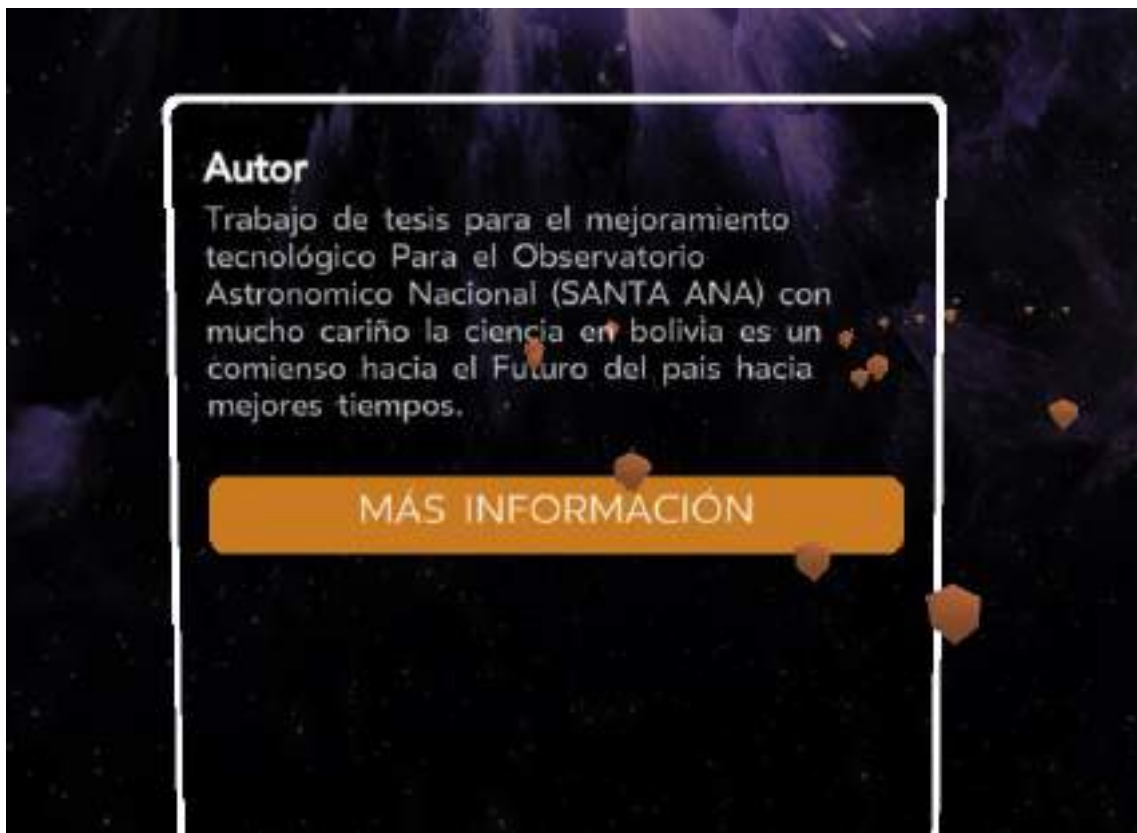 Autor
Trabajo de tesis para el mejoramiento
tecnológico Para el Observatorio
Astronomico Nacional (SANTA ANA) con
mucho cariño la ciencia en bolivia es un
comienso hacia el Futuro del pais hacia
mejores tiempos.
MÁS INFORMACIÓN